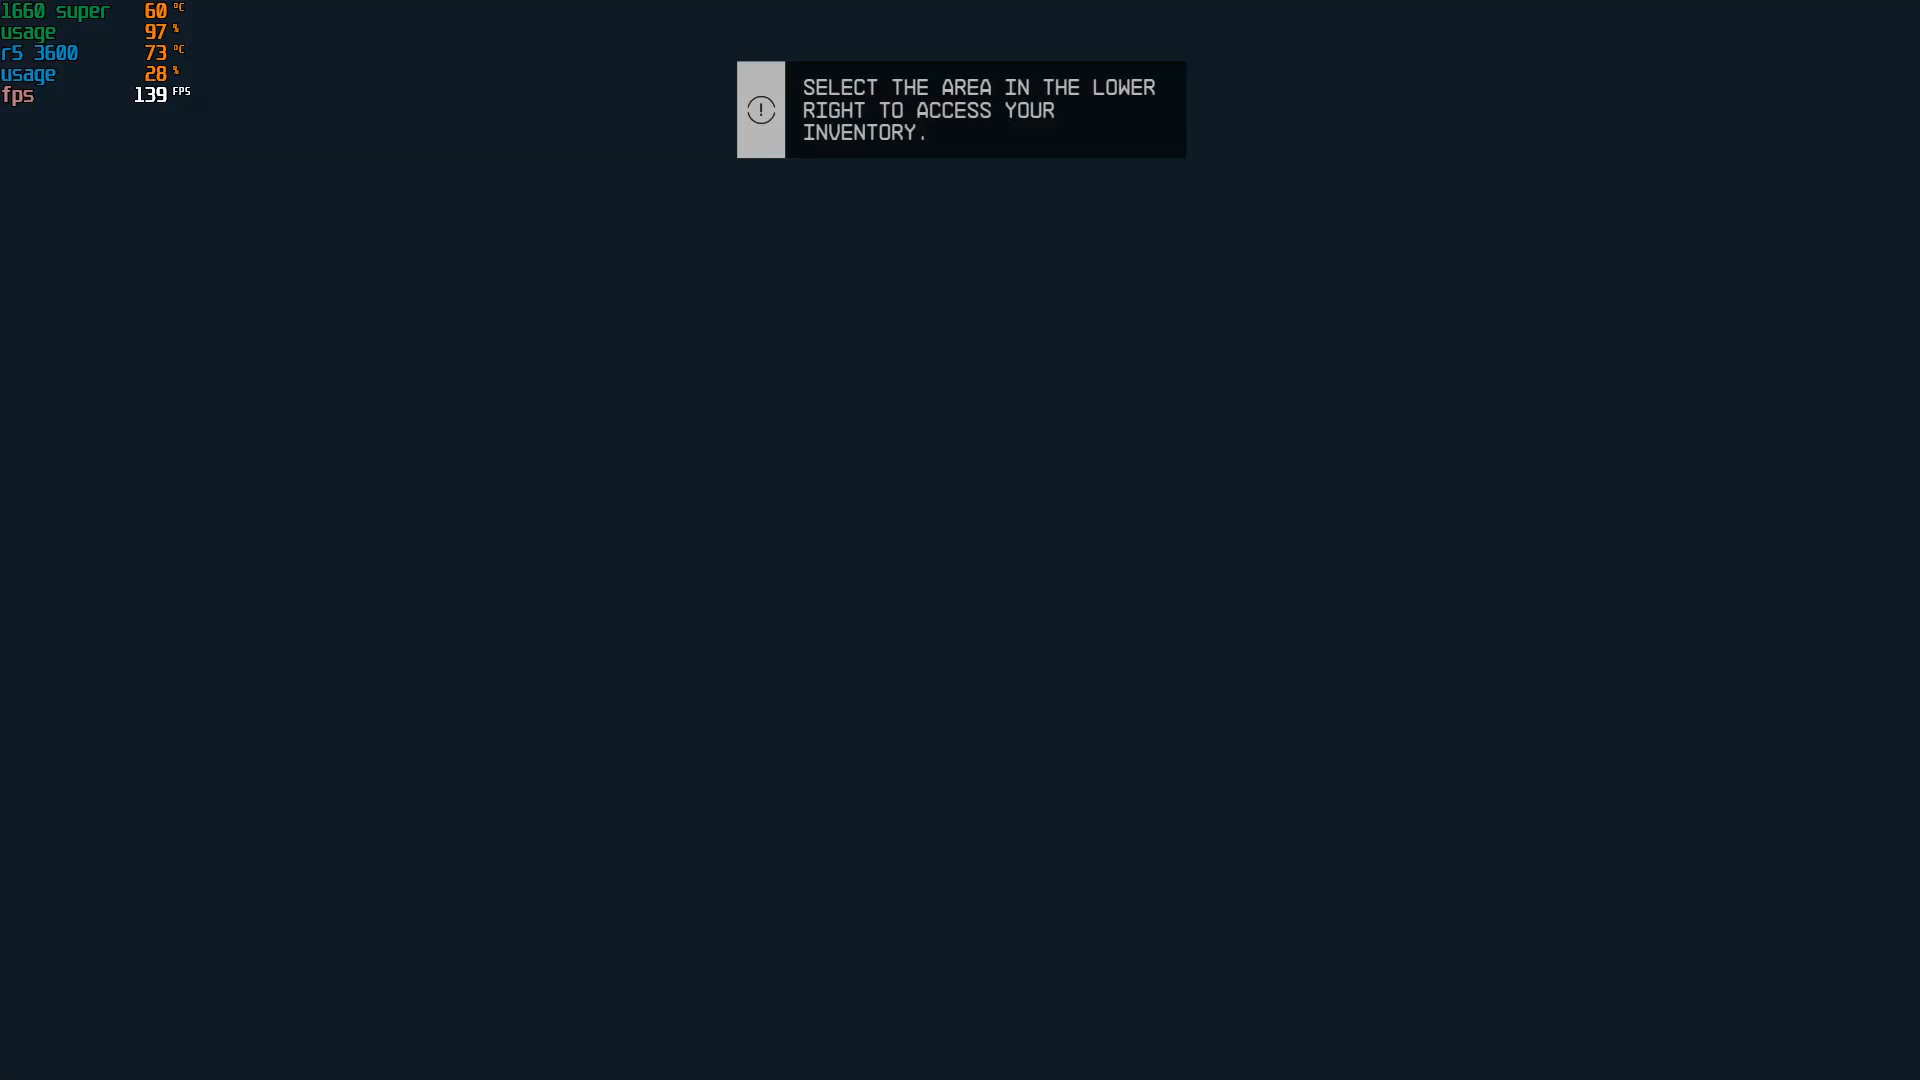 1660 super 60 °C
usage 97 %
r5 3600 73 °C
usage 28 %
fps 139 FPS
SELECT THE AREA IN THE LOWER
RIGHT TO ACCESS YOUR
INVENTORY.